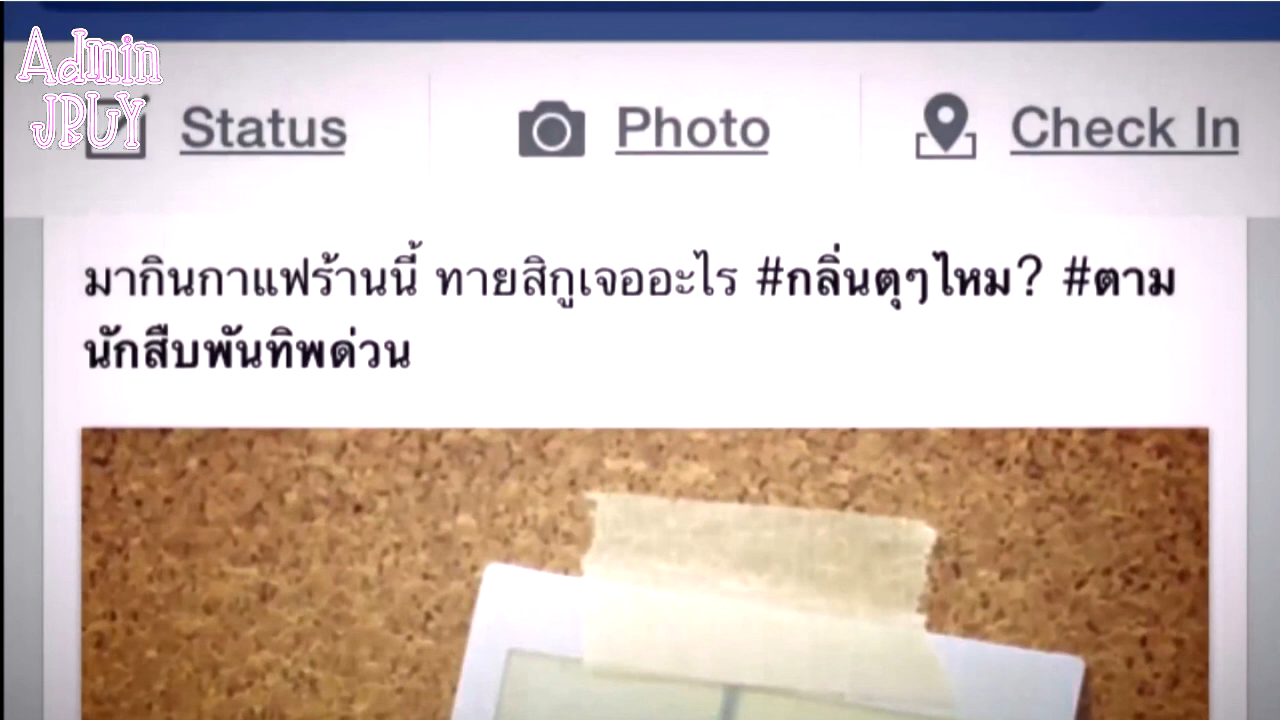 Admin
JPUY
Status
Photo
Check In
มากินกาแฟร้านนี้ ทายสิกูเจออะไร #กลิ่นตุๆไหม? #ตาม
นักสืบพันทิพด่วน